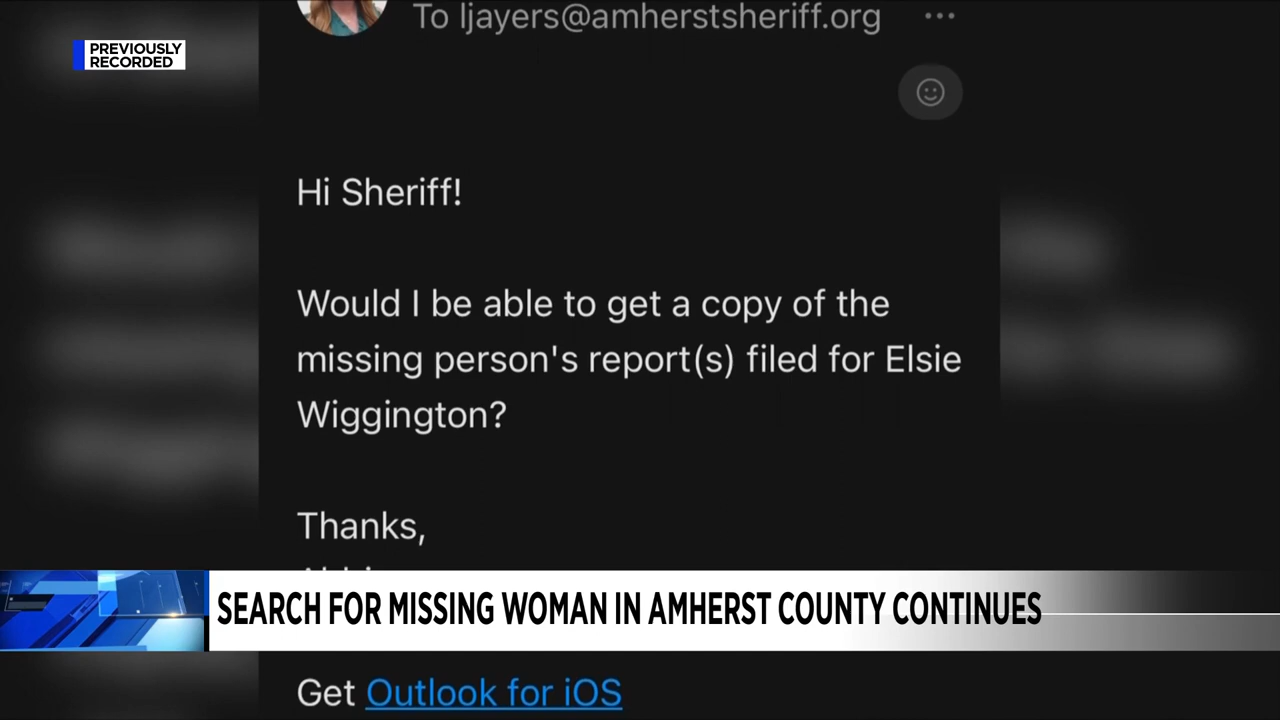 PREVIOUSLY
RECORDED
To ljayers@amherstsheriff.org
Hi Sheriff!
Would I be able to get a copy of the
missing person's report(s) filed for Elsie
Wiggington?
Thanks,
SEARCH FOR MISSING WOMAN IN AMHERST COUNTY CONTINUES
Get Outlook for iOS